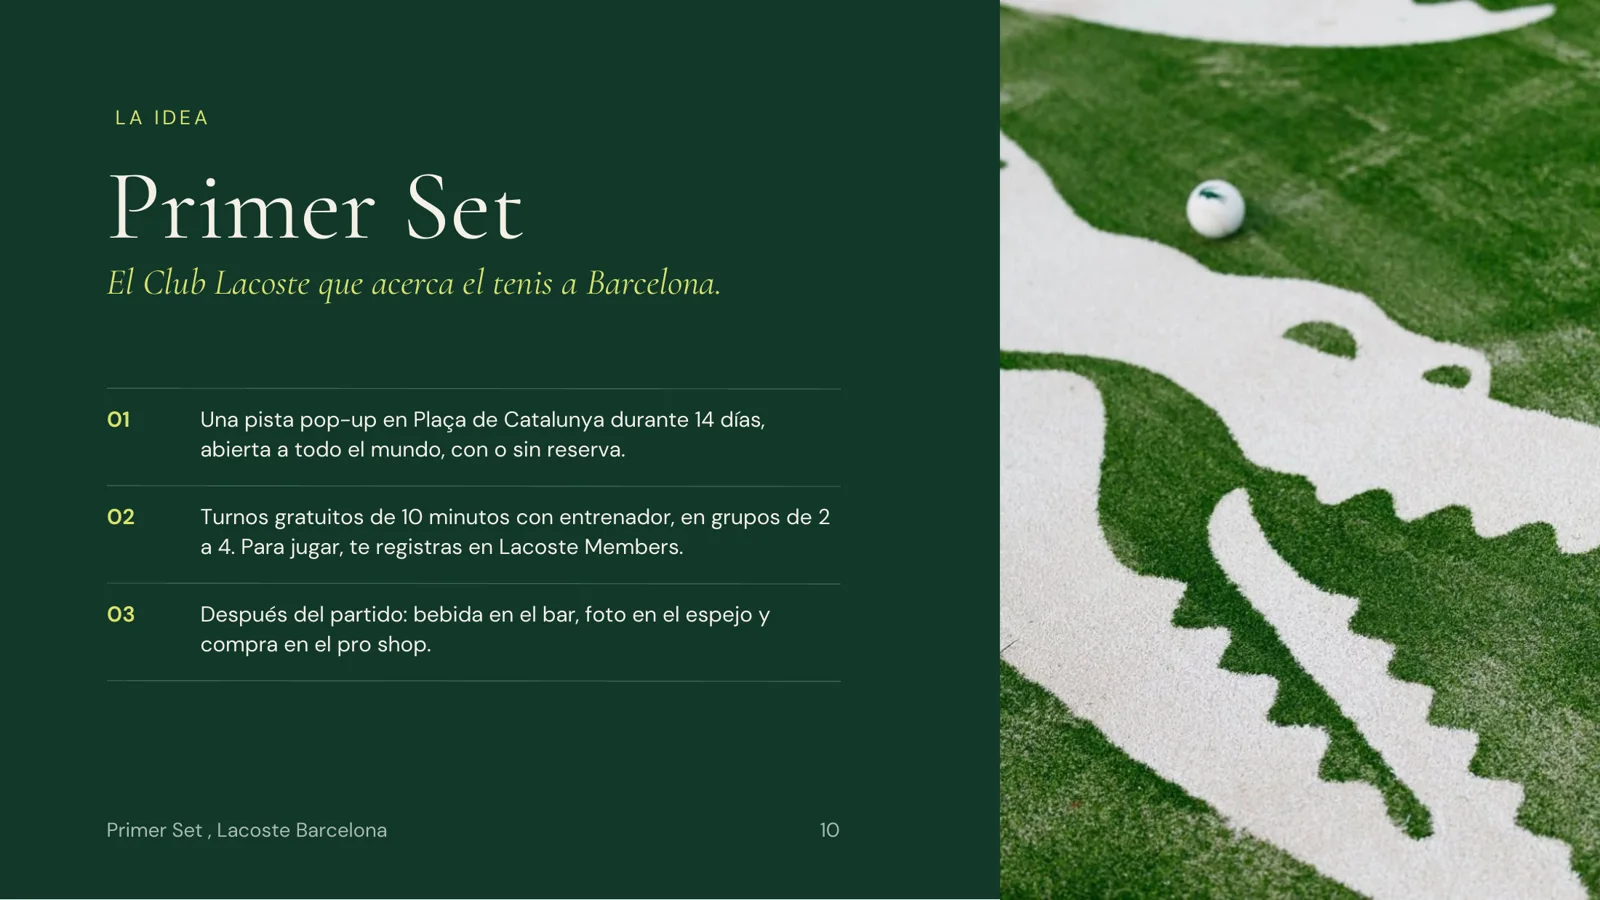 LA IDEA
Primer Set
El Club Lacoste que acerca el tenis a Barcelona.
01
Una pista pop-up en Plaça de Catalunya durante 14 días,
abierta a todo el mundo, con o sin reserva.
02
Turnos gratuitos de 10 minutos con entrenador, en grupos de 2
a 4. Para jugar, te registras en Lacoste Members.
03
Después del partido: bebida en el bar, foto en el espejo y
compra en el pro shop.
Primer Set , Lacoste Barcelona
10